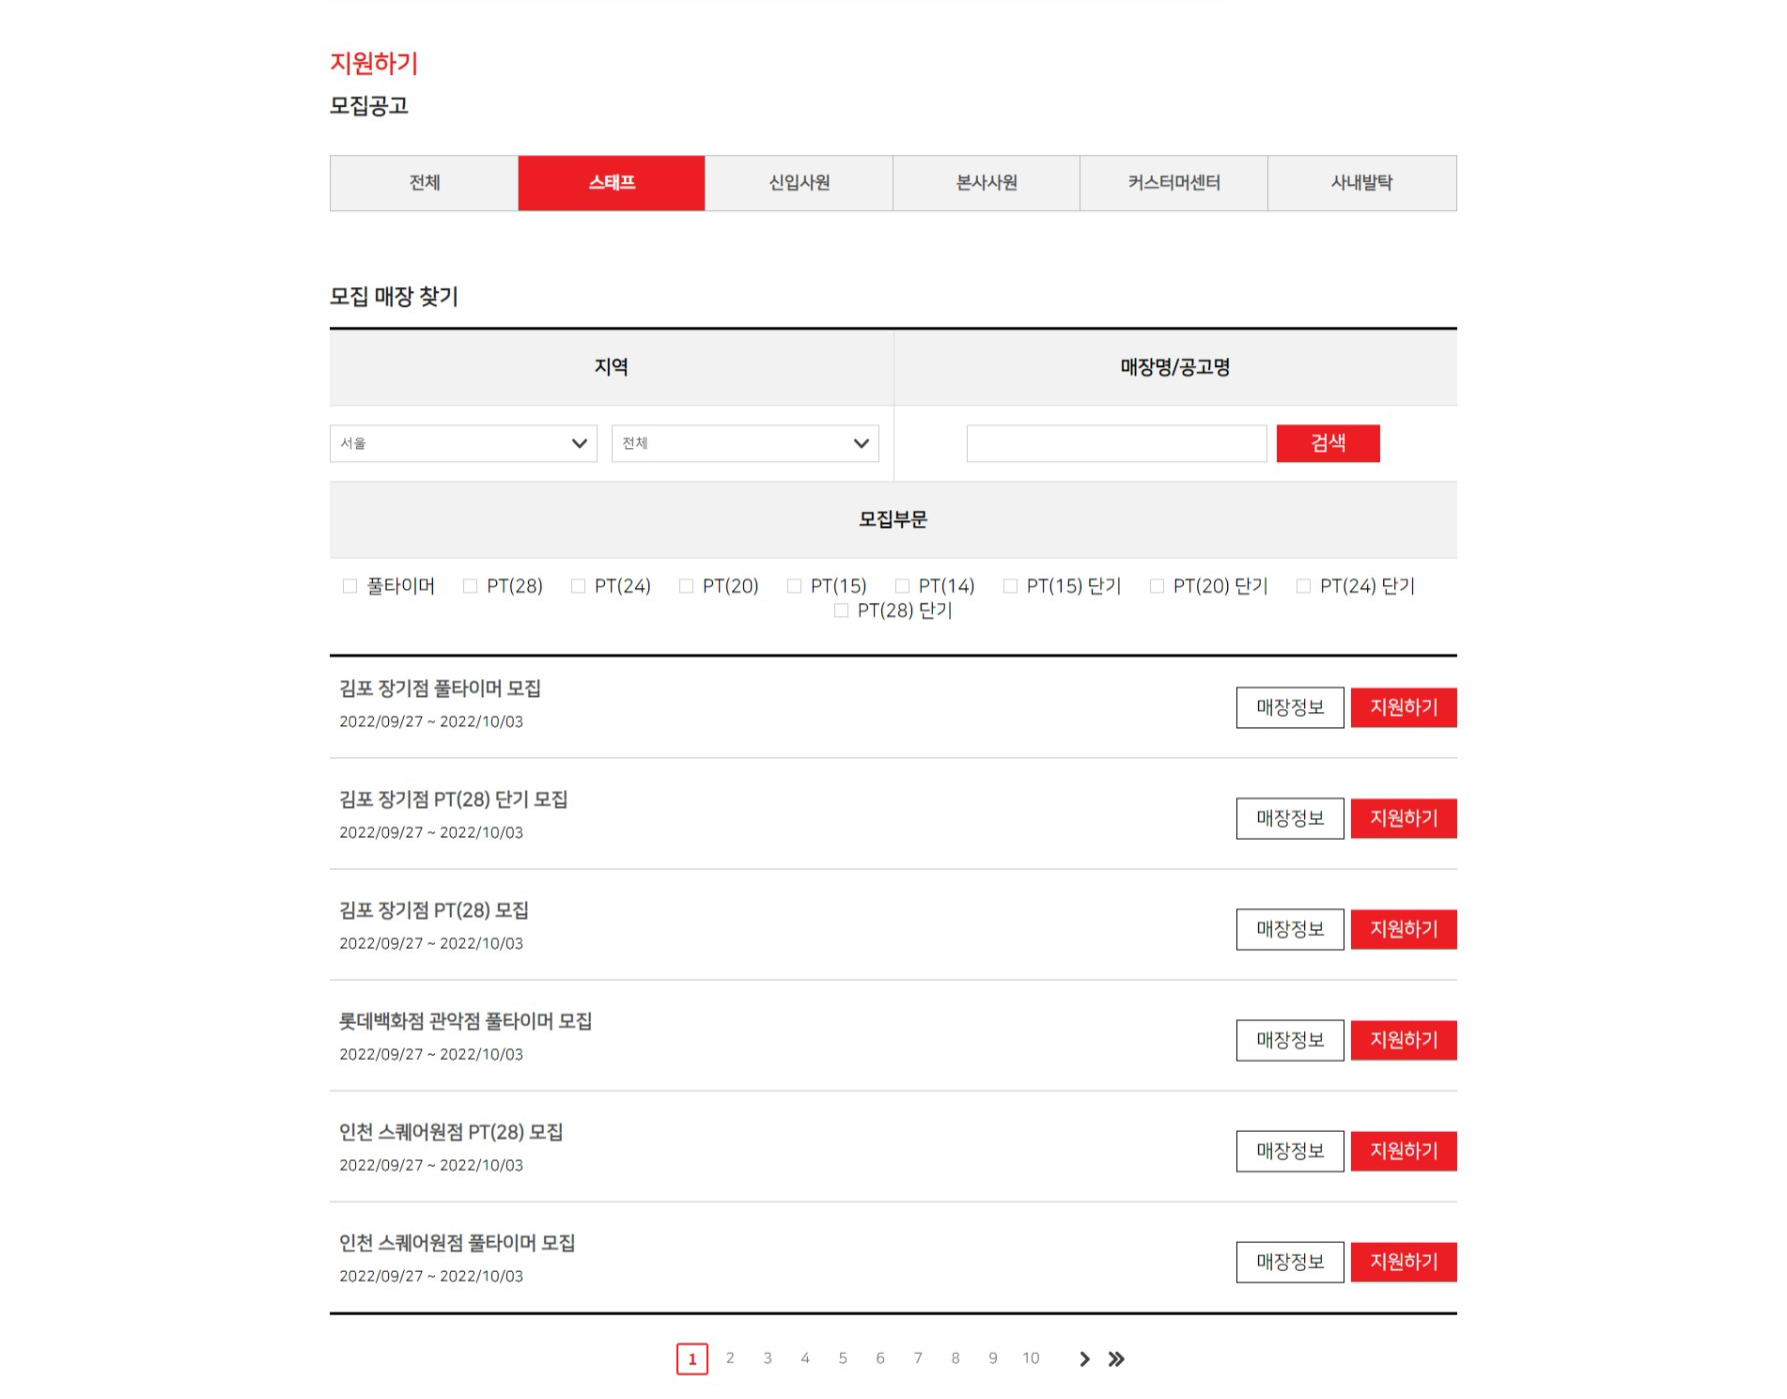 지원하기
모집공고
전체 스태프 신입사원 본사사원 커스터머센터 사내발탁
모집 매장 찾기
지역 매장명/공고명
서울 전체 검색
모집부문
풀타이머 PT(28) PT(24) PT(20) PT(15) PT(14) PT(15) 단기 PT(20) 단기 PT(24) 단기
PT(28) 단기
김포 장기점 풀타이머 모집
2022/09/27 ~ 2022/10/03
매장정보 지원하기
김포 장기점 PT(28) 단기 모집
2022/09/27 ~ 2022/10/03
매장정보 지원하기
김포 장기점 PT(28) 모집
2022/09/27 ~ 2022/10/03
매장정보 지원하기
롯데백화점 관악점 풀타이머 모집
2022/09/27 ~ 2022/10/03
매장정보 지원하기
인천 스퀘어원점 PT(28) 모집
2022/09/27 ~ 2022/10/03
매장정보 지원하기
인천 스퀘어원점 풀타이머 모집
2022/09/27 ~ 2022/10/03
매장정보 지원하기
1 2 3 4 5 6 7 8 9 10